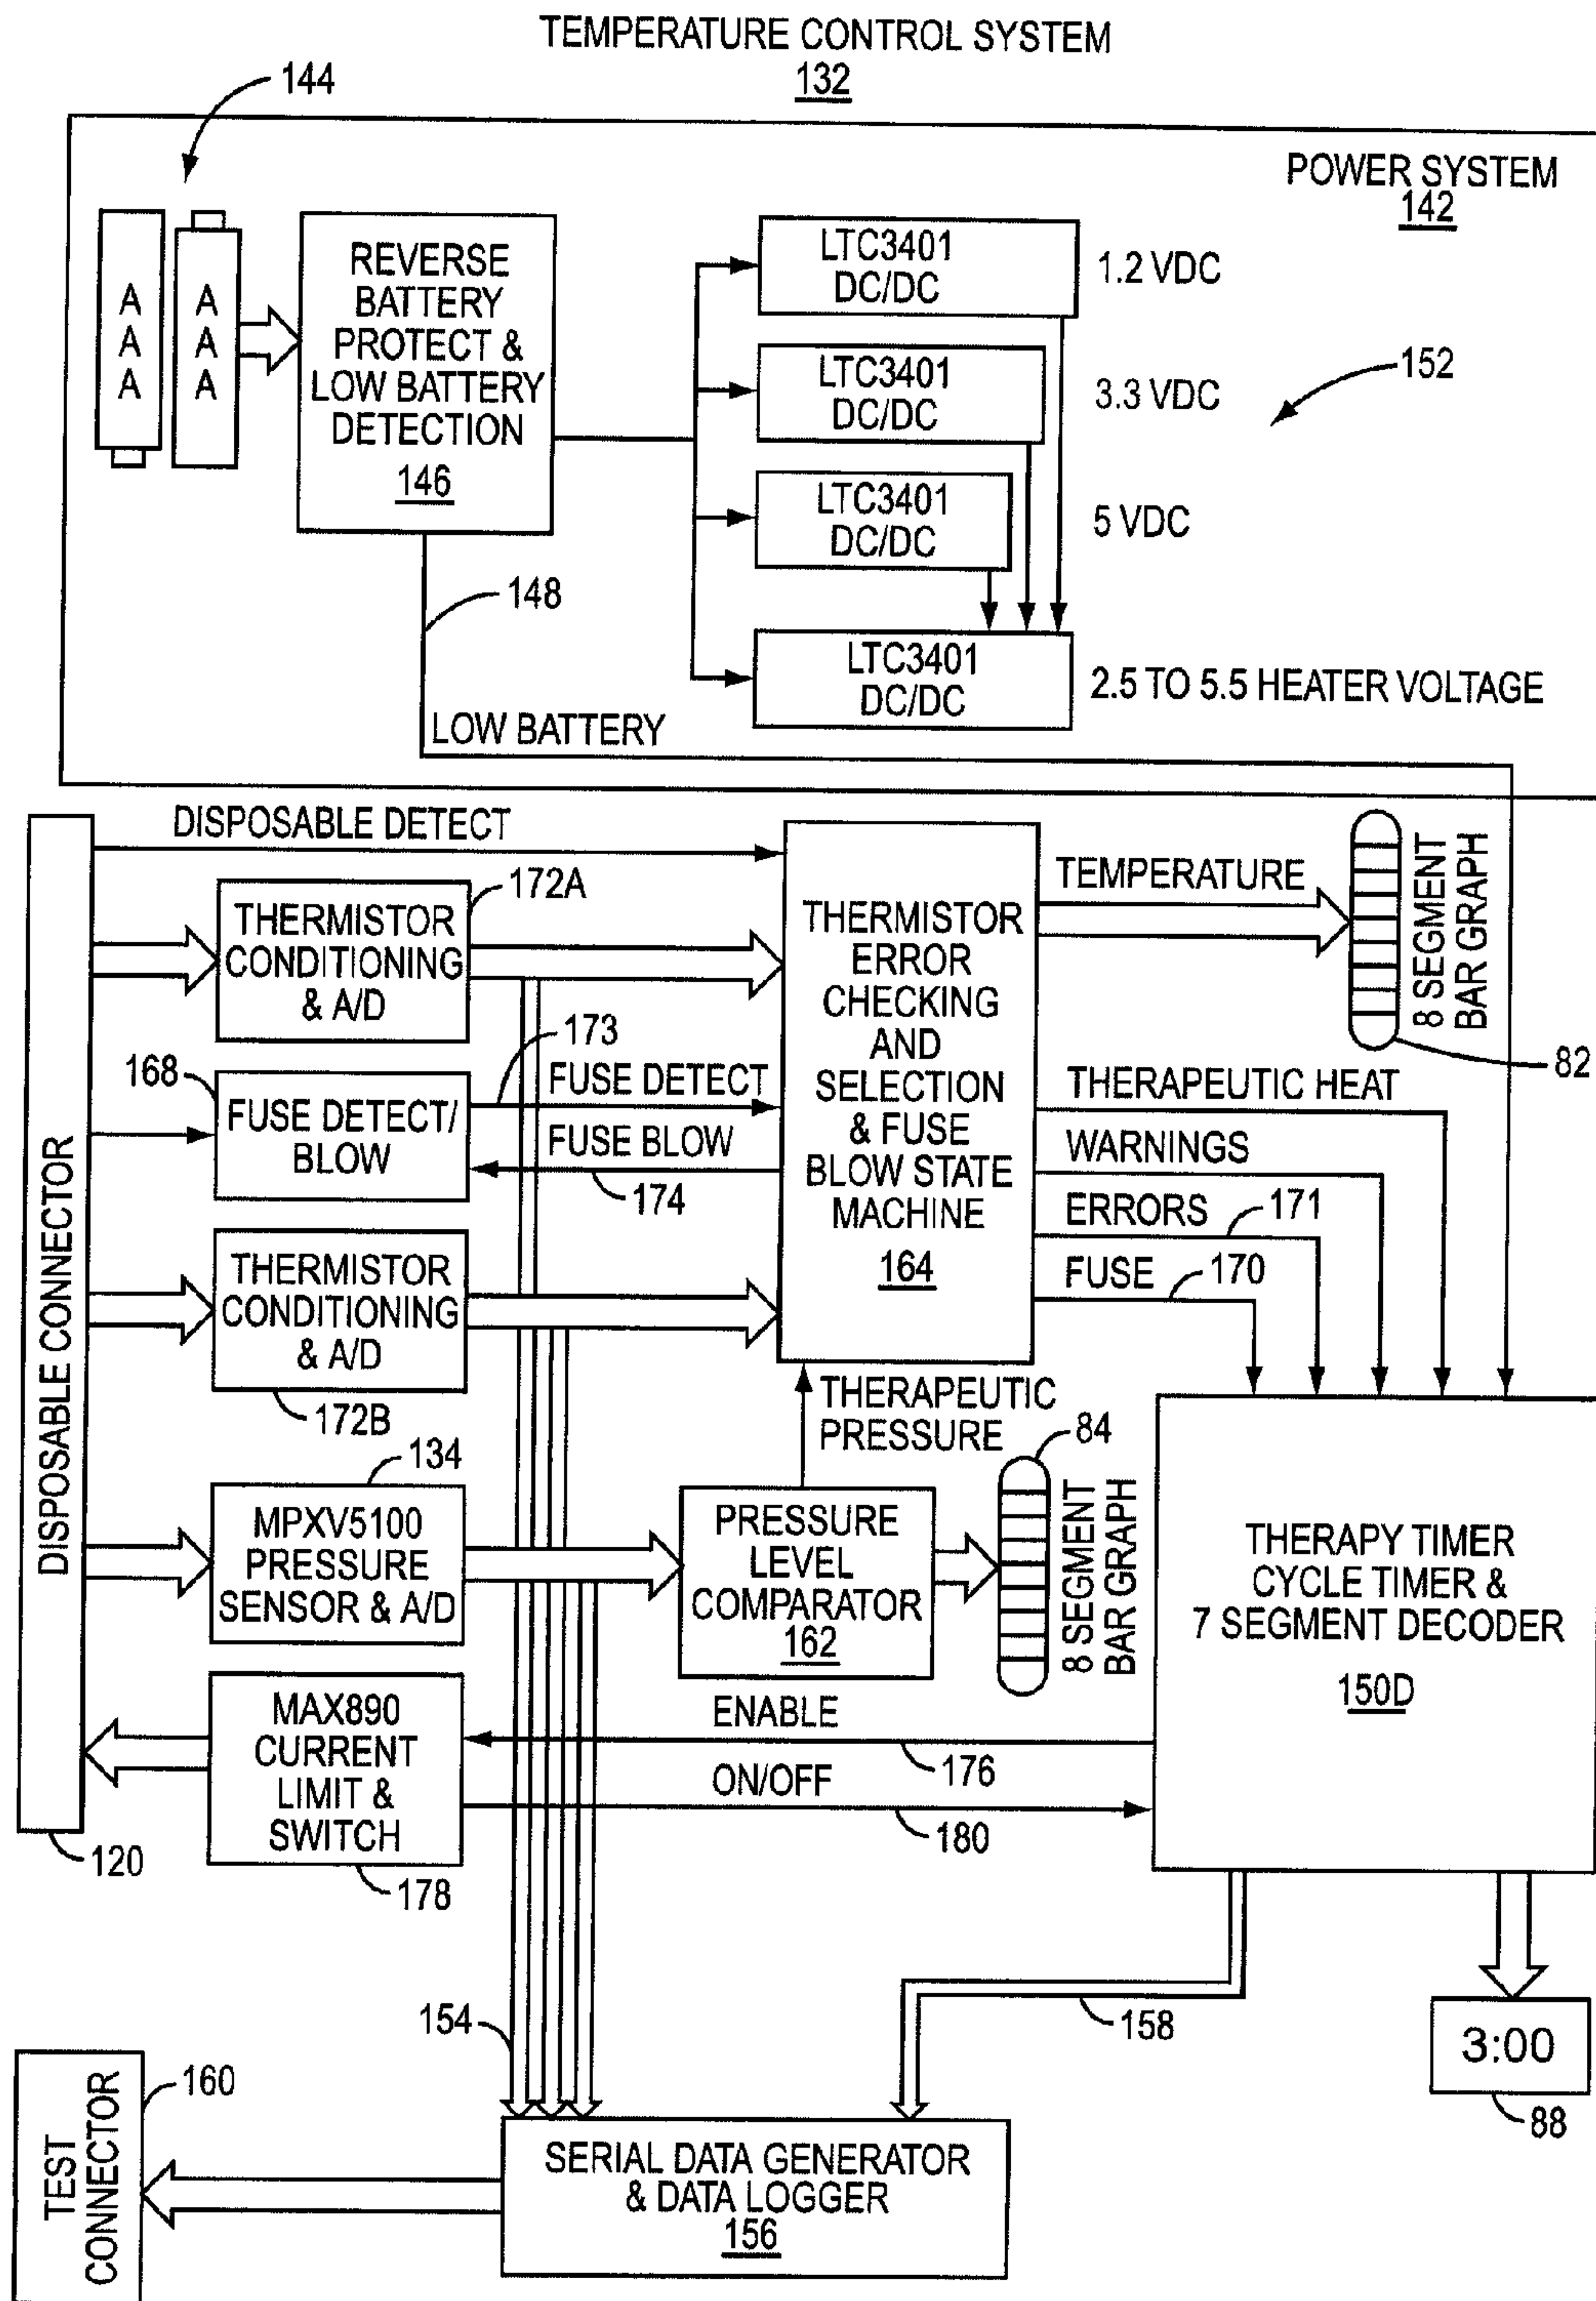 TEMPERATURE CONTROL SYSTEM
132
144
POWER SYSTEM
142
A
A
A
A
A
A
REVERSE
BATTERY
PROTECT &
LOW BATTERY
DETECTION
146
LTC3401
DC/DC
1.2 VDC
LTC3401
DC/DC
3.3 VDC
152
LTC3401
DC/DC
5 VDC
LTC3401
DC/DC
2.5 TO 5.5 HEATER VOLTAGE
148
LOW BATTERY
DISPOSABLE CONNECTOR
120
DISPOSABLE DETECT
THERMISTOR
CONDITIONING
& A/D
172A
168
FUSE DETECT/
BLOW
173
FUSE DETECT
FUSE BLOW
174
THERMISTOR
CONDITIONING
& A/D
172B
THERMISTOR
ERROR
CHECKING
AND
SELECTION
& FUSE
BLOW STATE
MACHINE
164
TEMPERATURE
8 SEGMENT
BAR GRAPH
82
THERAPEUTIC HEAT
WARNINGS
ERRORS
171
FUSE
170
THERAPEUTIC
PRESSURE
134
MPXV5100
PRESSURE
SENSOR & A/D
PRESSURE
LEVEL
COMPARATOR
162
84
8 SEGMENT
BAR GRAPH
THERAPY TIMER
CYCLE TIMER &
7 SEGMENT DECODER
150D
MAX890
CURRENT
LIMIT &
SWITCH
178
ENABLE
176
ON/OFF
180
154
158
3:00
88
TEST
CONNECTOR
160
SERIAL DATA GENERATOR
& DATA LOGGER
156